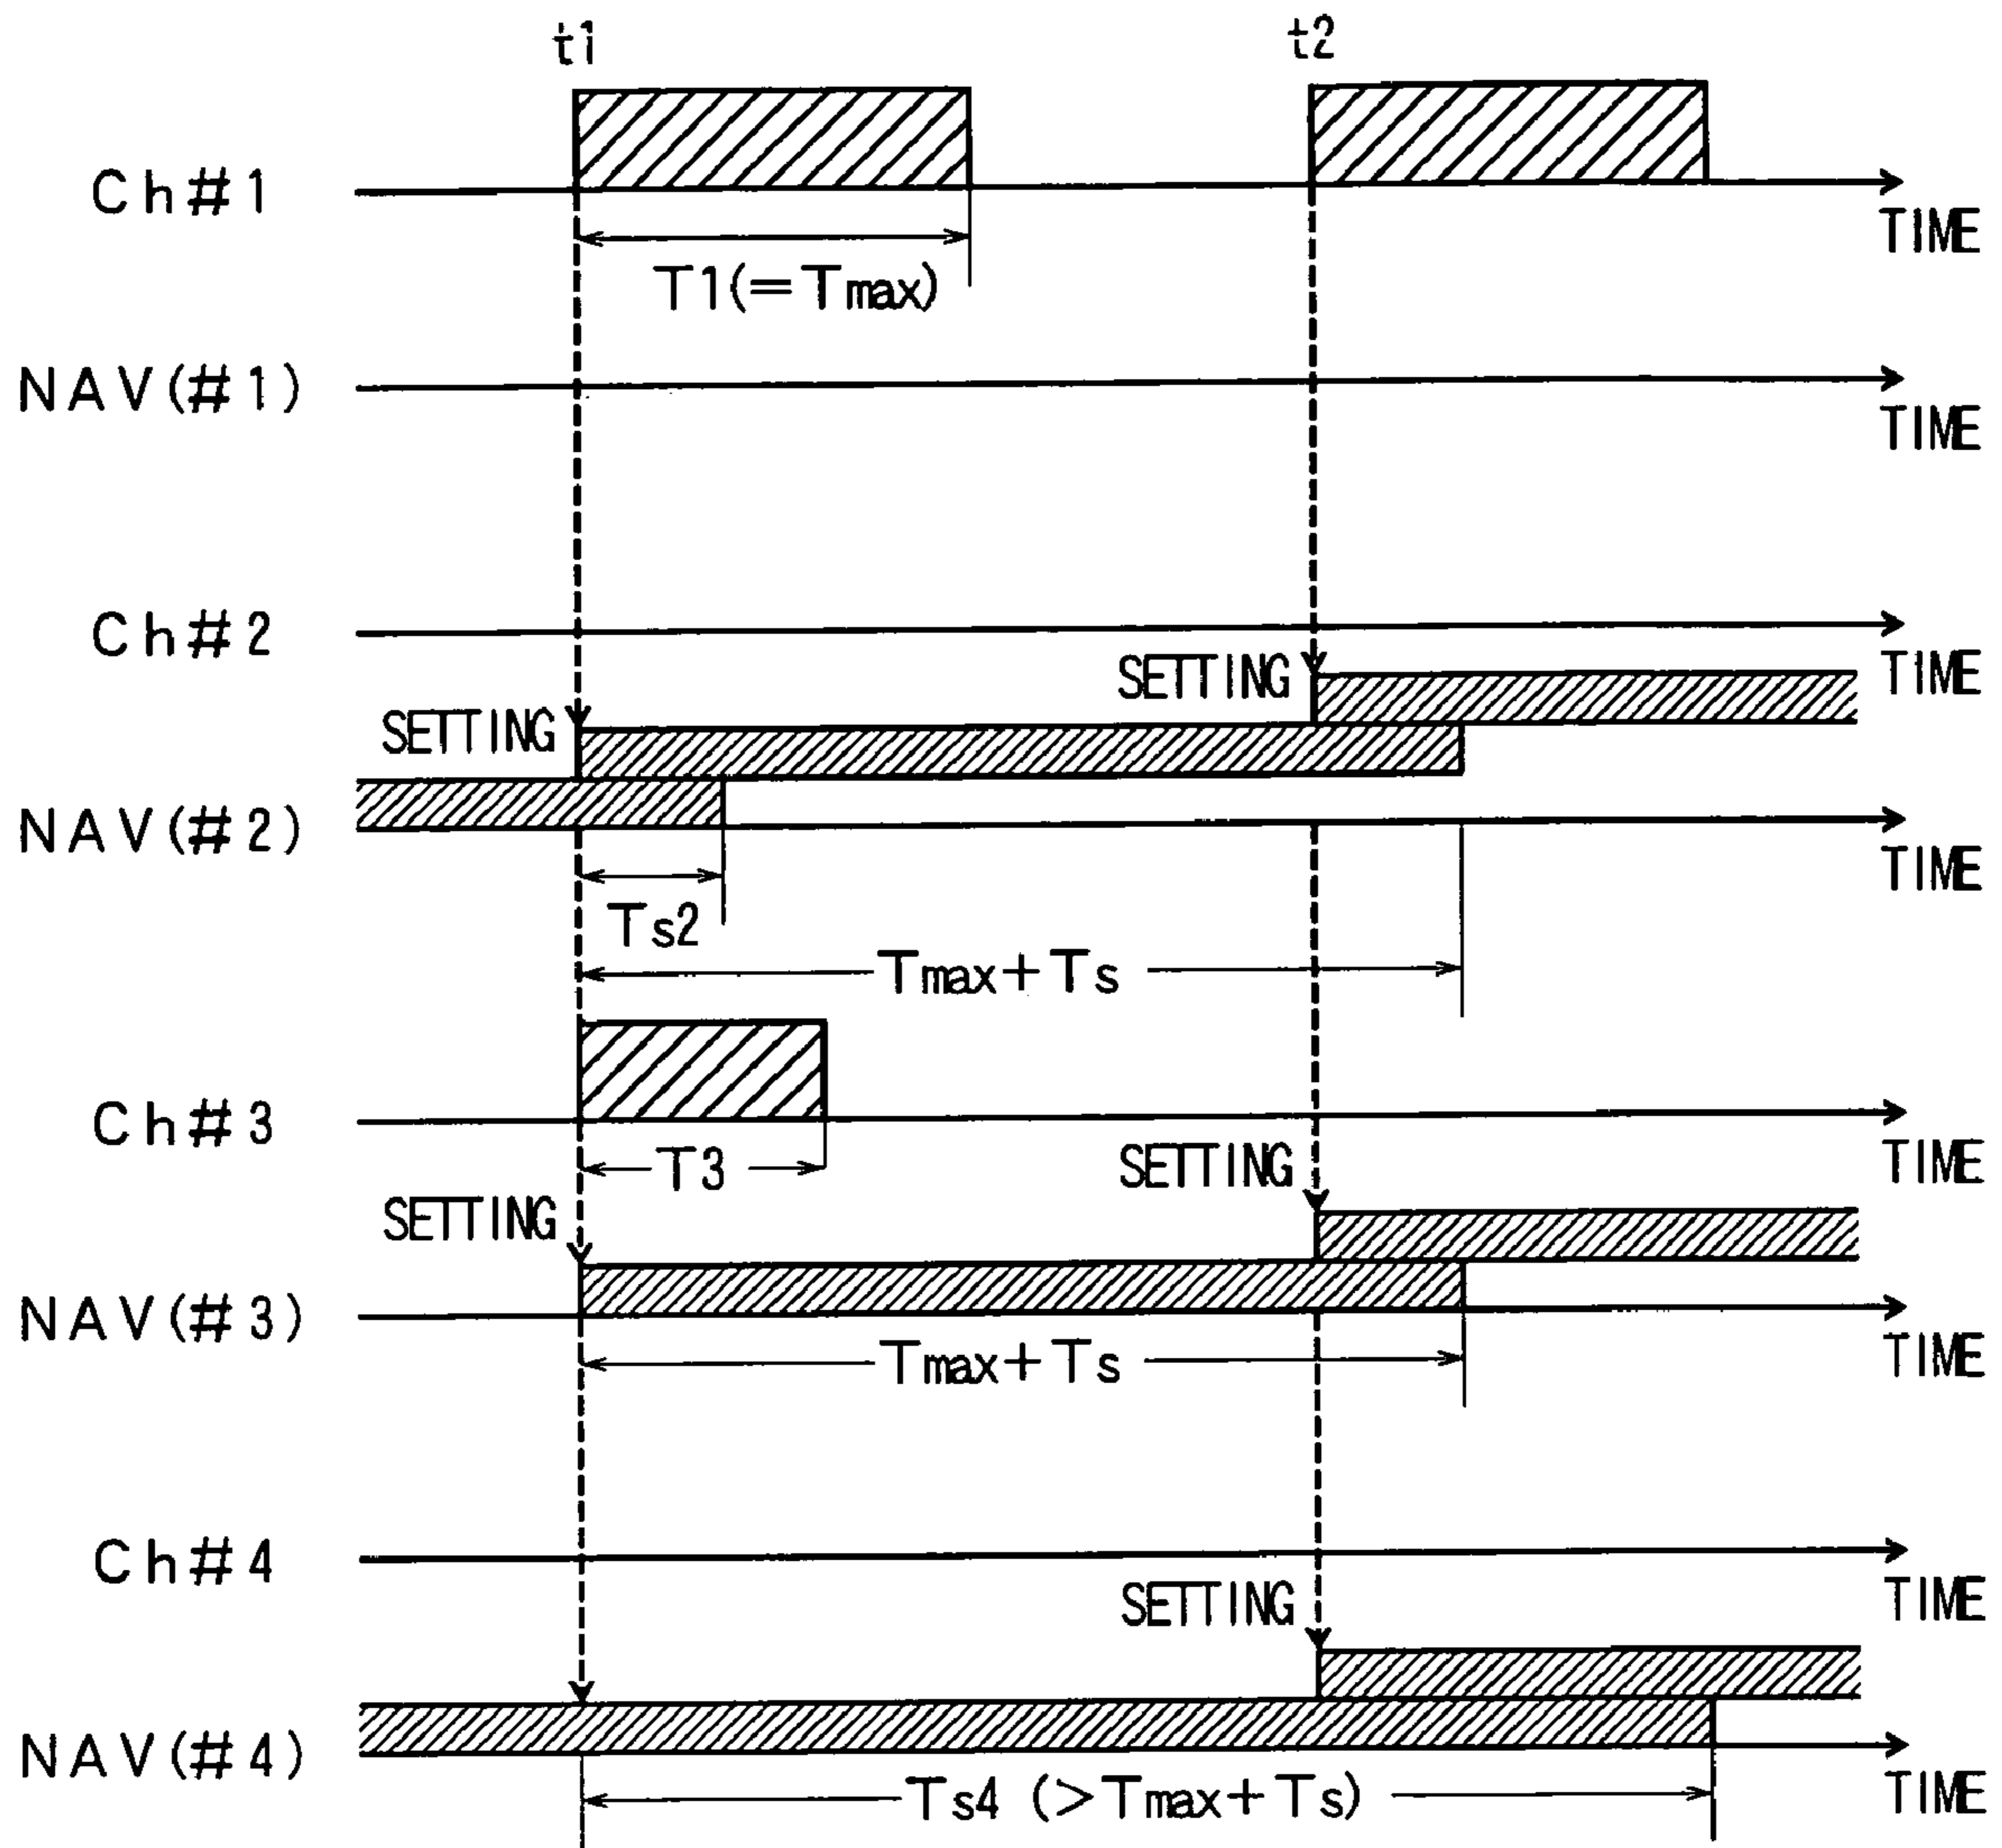 t1
t2
Ch#1
TIME
T1(=Tmax)
NAV(#1)
TIME
Ch#2
TIME
SETTING
SETTING
NAV(#2)
TIME
Ts2
Tmax+Ts
Ch#3
TIME
T3
SETTING
SETTING
NAV(#3)
TIME
Tmax+Ts
Ch#4
TIME
SETTING
NAV(#4)
TIME
Ts4 (>Tmax+Ts)